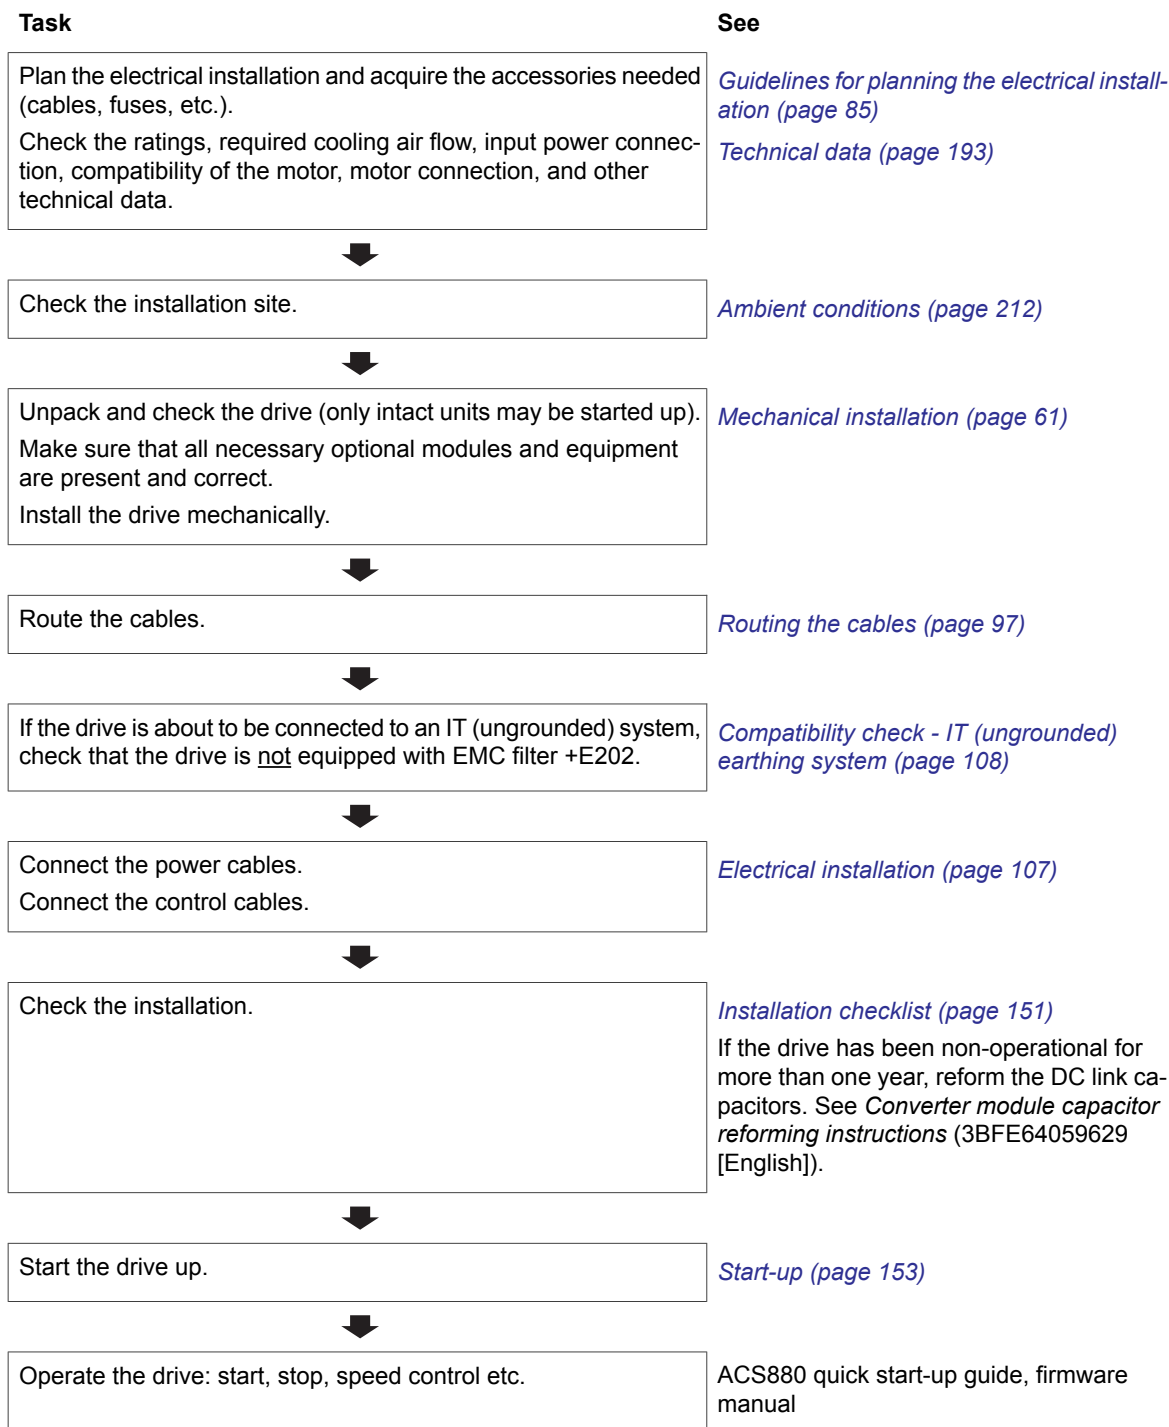 Task
See
Plan the electrical installation and acquire the accessories needed
(cables, fuses, etc.).
Check the ratings, required cooling air flow, input power connec-
tion, compatibility of the motor, motor connection, and other
technical data.
Guidelines for planning the electrical install-
ation (page 85)
Technical data (page 193)
Check the installation site.
Ambient conditions (page 212)
Unpack and check the drive (only intact units may be started up).
Make sure that all necessary optional modules and equipment
are present and correct.
Install the drive mechanically.
Mechanical installation (page 61)
Route the cables.
Routing the cables (page 97)
If the drive is about to be connected to an IT (ungrounded) system,
check that the drive is not equipped with EMC filter +E202.
Compatibility check - IT (ungrounded)
earthing system (page 108)
Connect the power cables.
Connect the control cables.
Electrical installation (page 107)
Check the installation.
Installation checklist (page 151)
If the drive has been non-operational for
more than one year, reform the DC link ca-
pacitors. See Converter module capacitor
reforming instructions (3BFE64059629
[English]).
Start the drive up.
Start-up (page 153)
Operate the drive: start, stop, speed control etc.
ACS880 quick start-up guide, firmware
manual